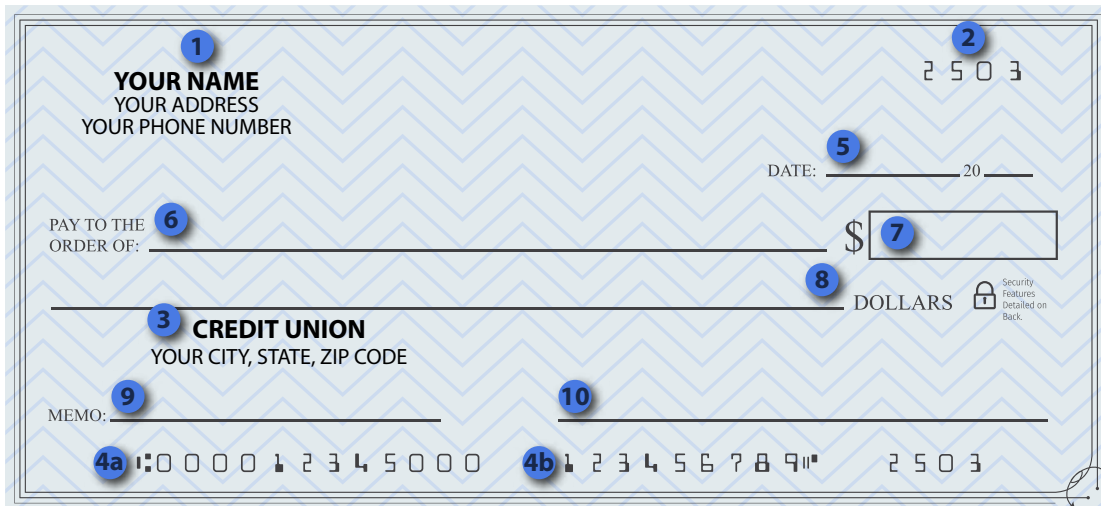 1
YOUR NAME
YOUR ADDRESS
YOUR PHONE NUMBER
2
2503
5
DATE: 20
PAY TO THE
ORDER OF:
6
$
7
8
DOLLARS
Security
Features
Detailed on
Back.
3
CREDIT UNION
YOUR CITY, STATE, ZIP CODE
9
MEMO:
10
4a ⑆000012345000 4b 123456789⑈ 2503